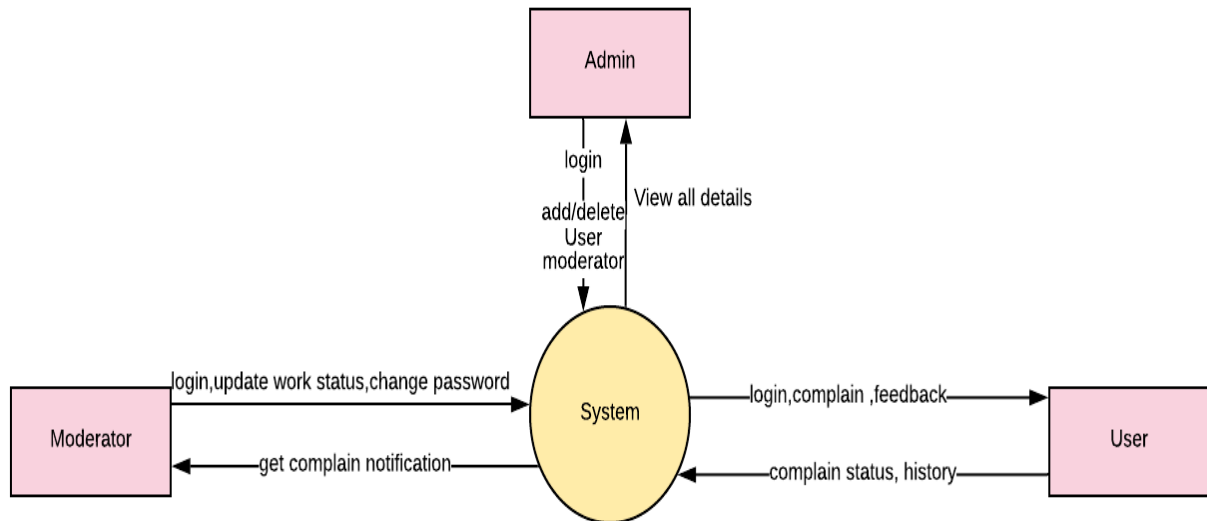 Admin
login
add/delete
User
moderator
View all details
login,update work status,change password
Moderator
get complain notification
System
login,complain ,feedback
complain status, history
User